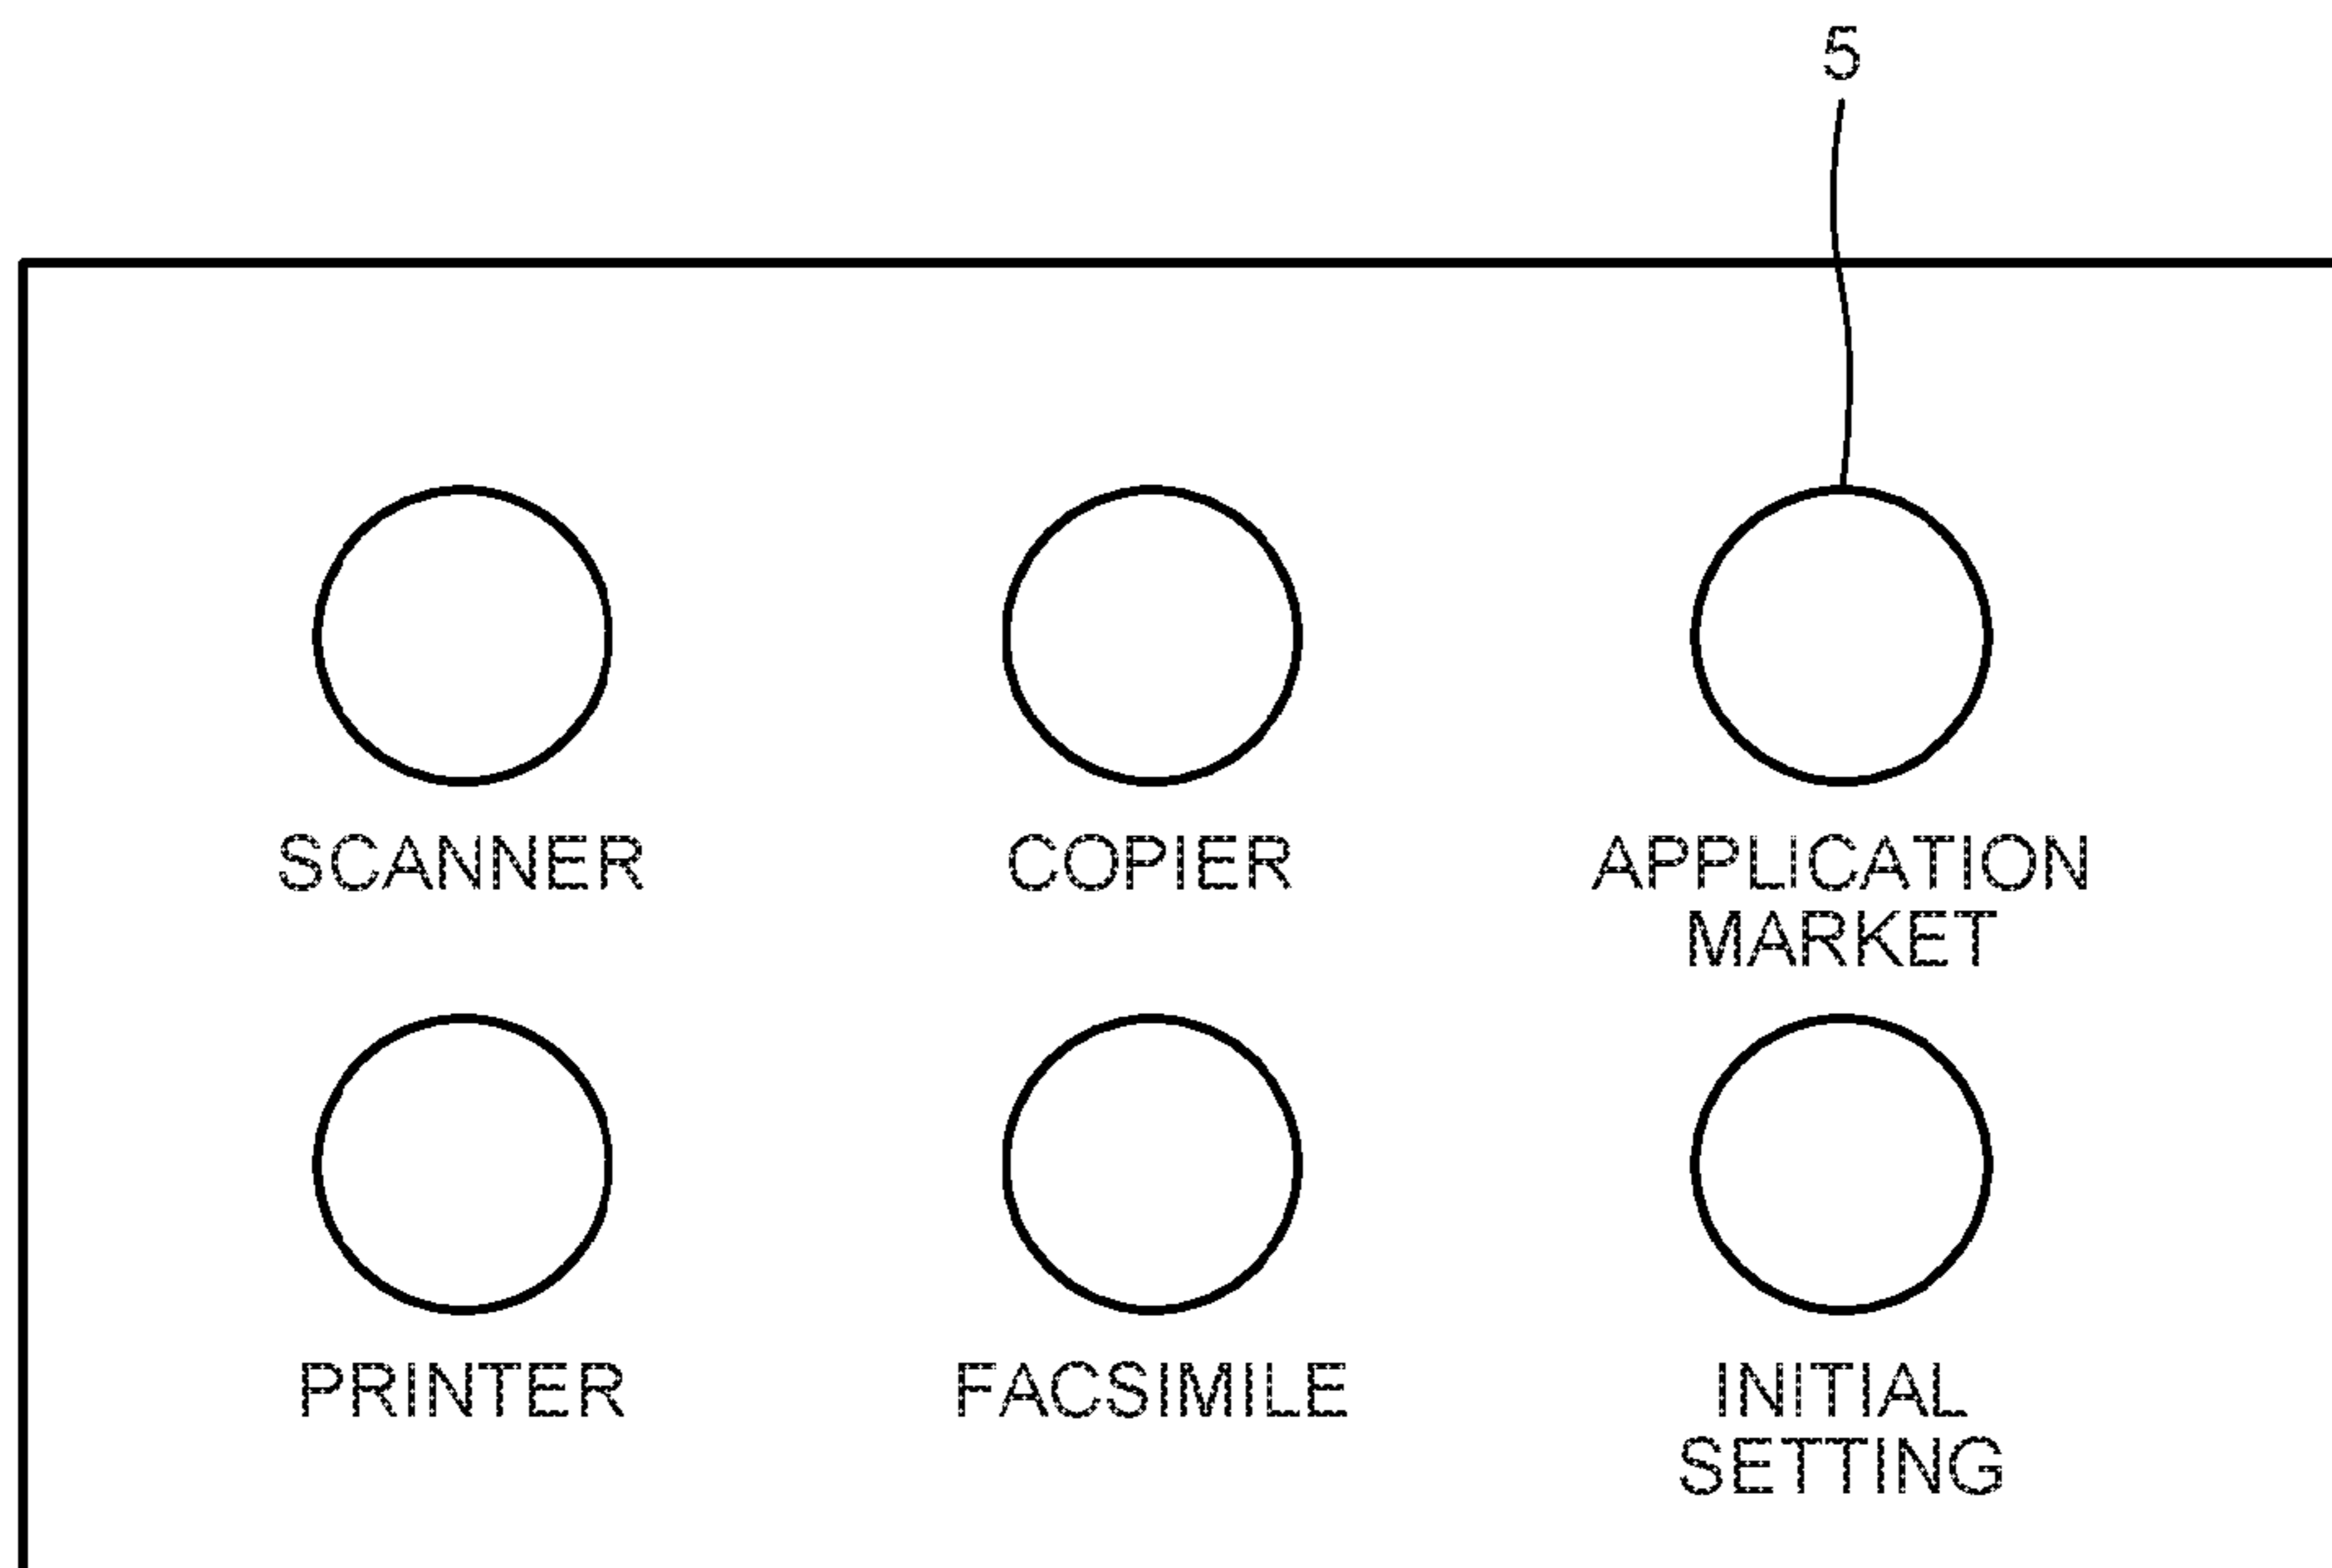 5
SCANNER
COPIER
APPLICATION
MARKET
PRINTER
FACSIMILE
INITIAL
SETTING